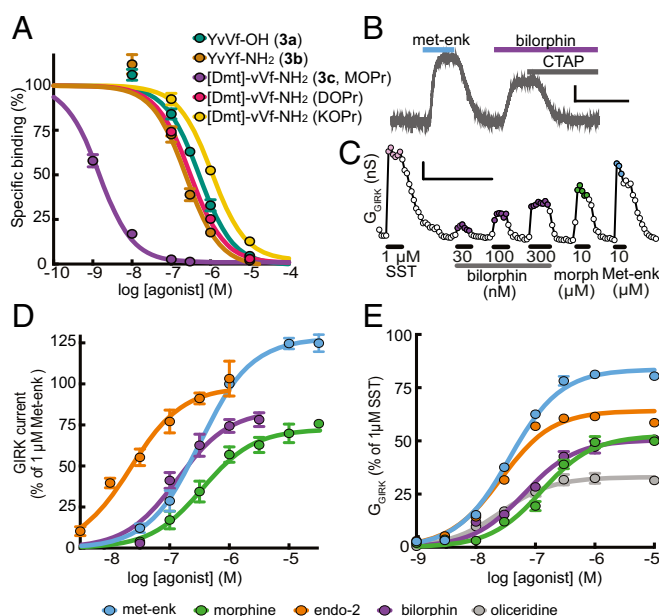 A
YvVf-OH (3a)
YvYf-NH₂ (3b)
[Dmt]-vVf-NH₂ (3c, MOPr)
[Dmt]-vVf-NH₂ (DOPr)
[Dmt]-vVf-NH₂ (KOPr)
Specific binding (%)
100
75
50
25
0
-10 -9 -8 -7 -6 -5 -4
log [agonist] (M)
B
met-enk bilorphin
CTAP
C
G_GIRK (nS)
1 µM
SST
30 100 300
bilorphin
(nM)
10
morph
(µM)
10
Met-enk
(µM)
D
GIRK current
(% of 1 µM Met-enk)
125
100
75
50
25
0
-8 -7 -6 -5
log [agonist] (M)
E
G_GIRK (% of 1µM SST)
100
75
50
25
0
-9 -8 -7 -6 -5
log [agonist] (M)
met-enk morphine endo-2 bilorphin oliceridine